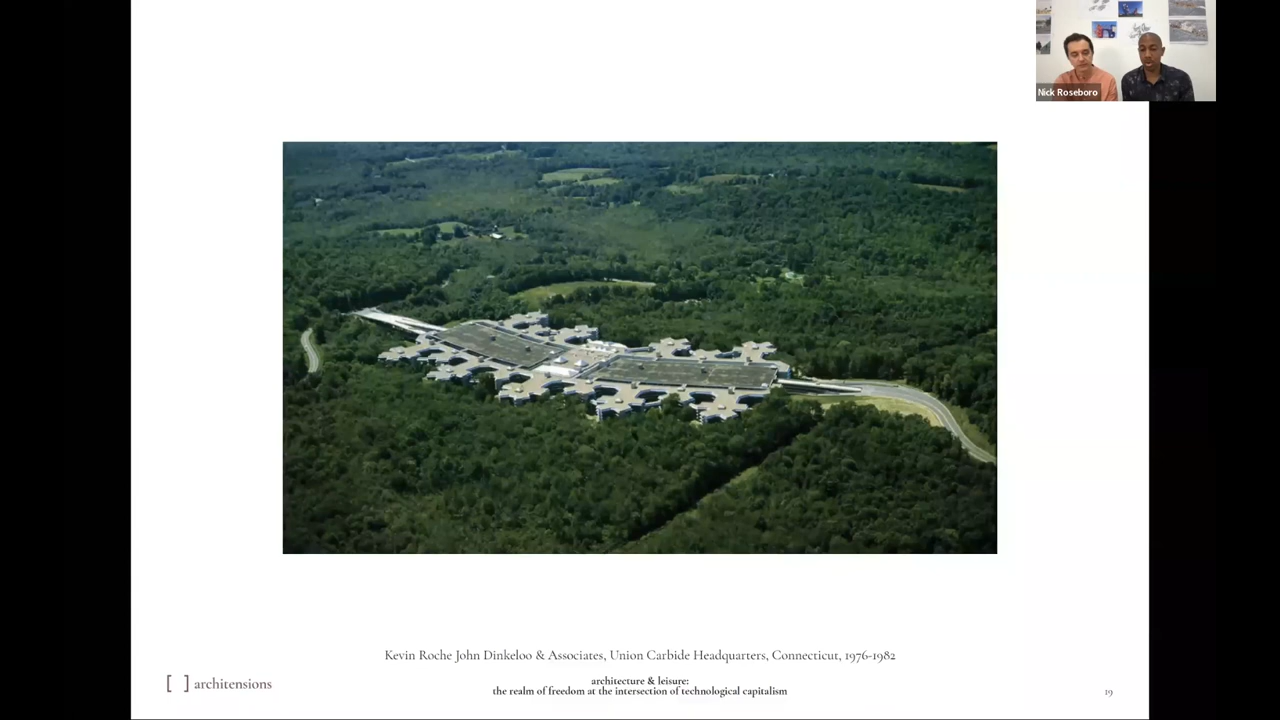 Nick Roseboro
Kevin Roche John Dinkeloo & Associates, Union Carbide Headquarters, Connecticut, 1976-1982
[ ] architensions
architecture & leisure:
the realm of freedom at the intersection of technological capitalism
19